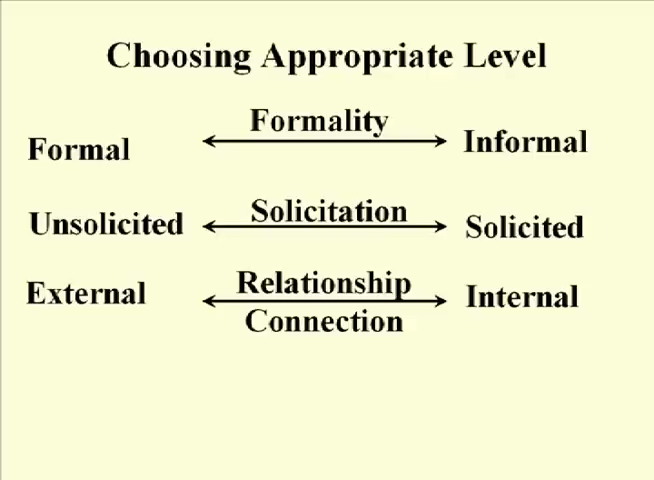 Choosing Appropriate Level
Formal Formality Informal
Unsolicited Solicitation Solicited
External Relationship Internal
Connection